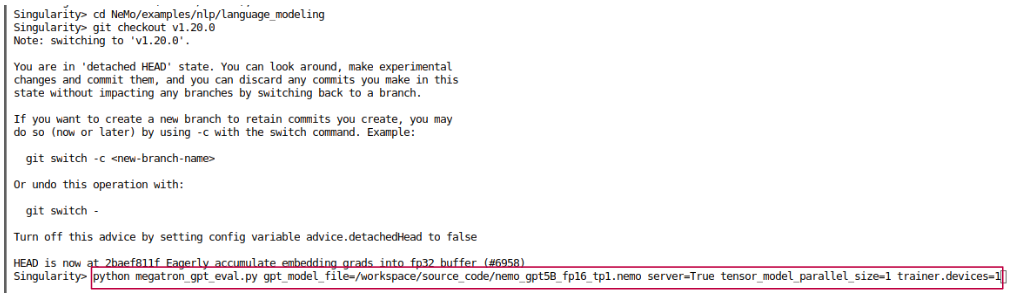 Singularity> cd NeMo/examples/nlp/language_modeling
Singularity> git checkout v1.20.0
Note: switching to 'v1.20.0'.
You are in 'detached HEAD' state. You can look around, make experimental
changes and commit them, and you can discard any commits you make in this
state without impacting any branches by switching back to a branch.
If you want to create a new branch to retain commits you create, you may
do so (now or later) by using -c with the switch command. Example:
git switch -c <new-branch-name>
Or undo this operation with:
git switch -
Turn off this advice by setting config variable advice.detachedHead to false
HEAD is now at 2baef811f Eagerly accumulate embedding grads into fp32 buffer (#6958)
Singularity> python megatron_gpt_eval.py gpt_model_file=/workspace/source_code/nemo_gpt5B_fp16_tp1.nemo server=True tensor_model_parallel_size=1 trainer.devices=1